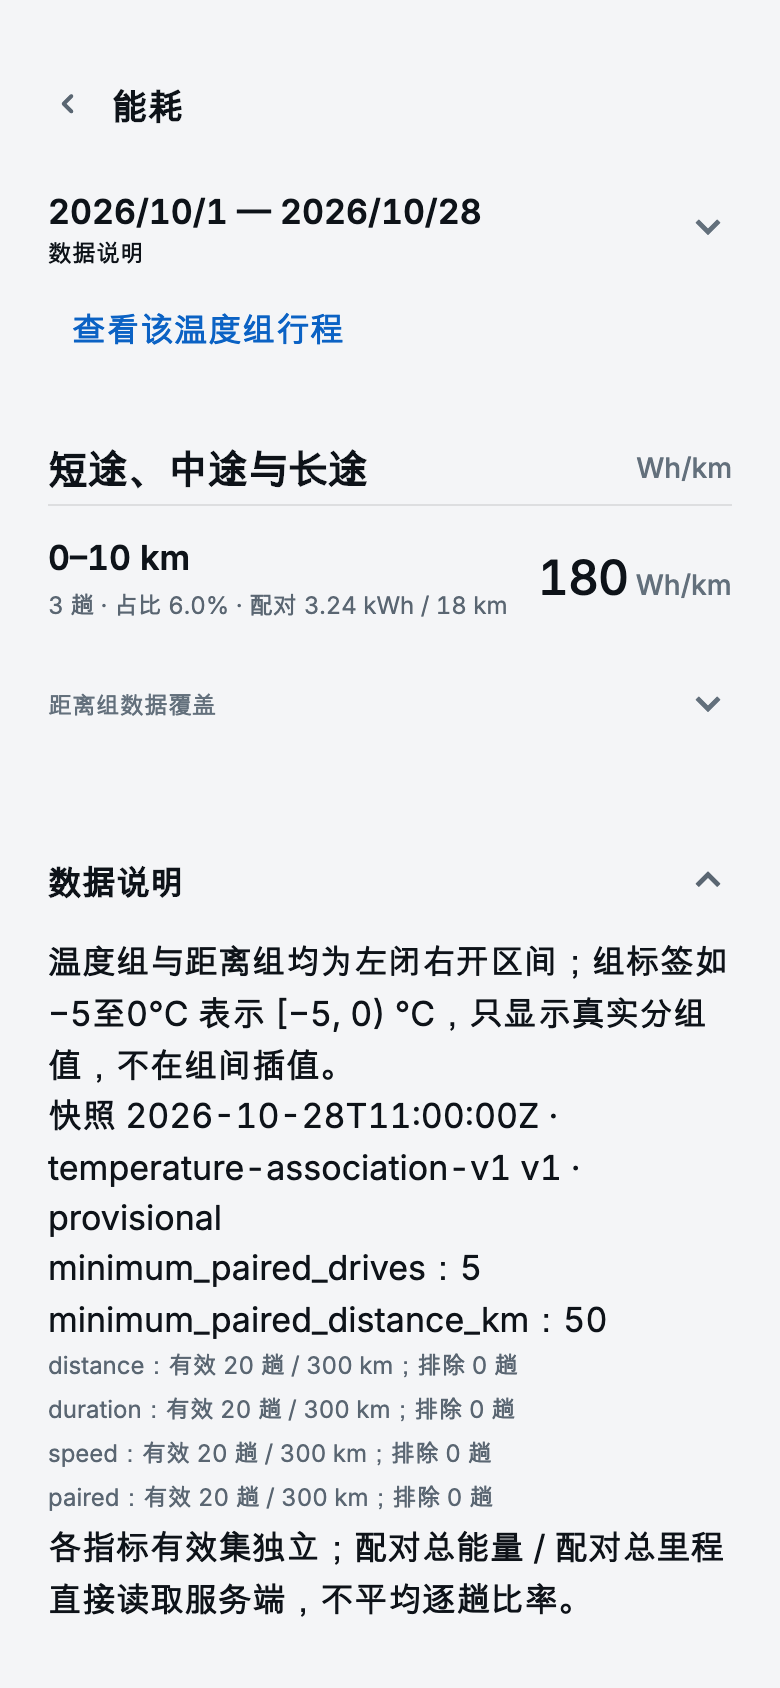 能耗
2026/10/1 — 2026/10/28
数据说明
查看该温度组行程
短途、中途与长途 Wh/km
0–10 km
180 Wh/km
3 趟 · 占比 6.0% · 配对 3.24 kWh / 18 km
距离组数据覆盖
数据说明
温度组与距离组均为左闭右开区间；组标签如
−5至0°C 表示 [−5, 0) °C，只显示真实分组
值，不在组间插值。
快照 2026-10-28T11:00:00Z ·
temperature-association-v1 v1 ·
provisional
minimum_paired_drives：5
minimum_paired_distance_km：50
distance：有效 20 趟 / 300 km；排除 0 趟
duration：有效 20 趟 / 300 km；排除 0 趟
speed：有效 20 趟 / 300 km；排除 0 趟
paired：有效 20 趟 / 300 km；排除 0 趟
各指标有效集独立；配对总能量 / 配对总里程
直接读取服务端，不平均逐趟比率。